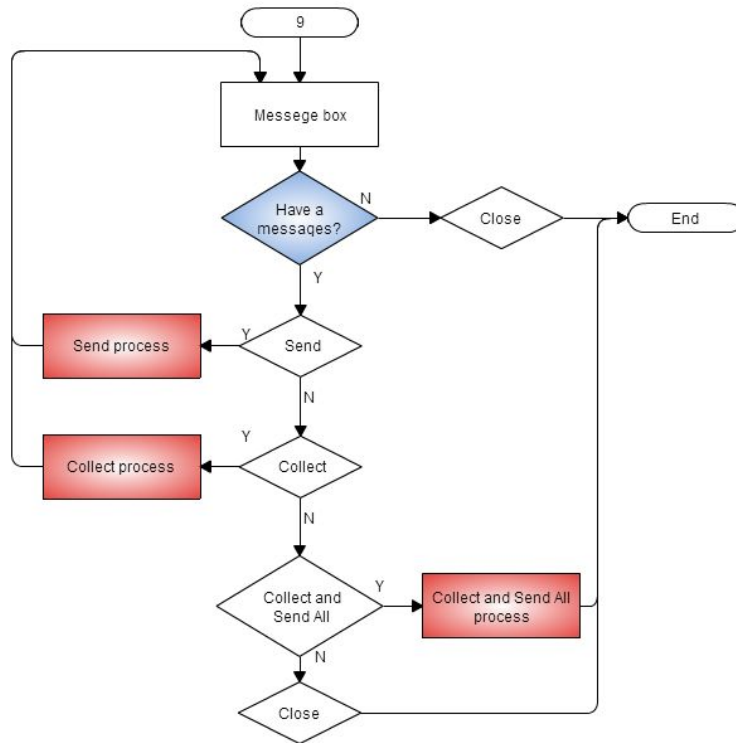 9
Messege box
Have a
messages?
N
Close
End
Y
Send process
Y
Send
N
Collect process
Y
Collect
N
Collect and
Send All
Y
Collect and Send All
process
N
Close